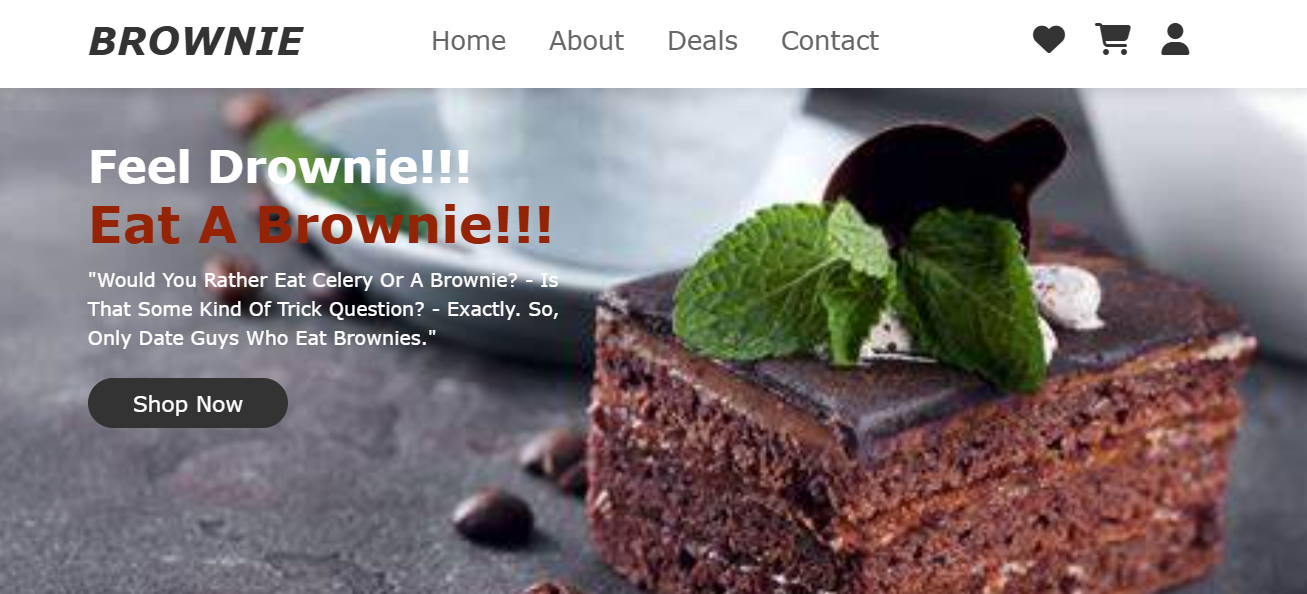 BROWNIE
Home About Deals Contact
Feel Drownie!!!
Eat A Brownie!!!
"Would You Rather Eat Celery Or A Brownie? - Is
That Some Kind Of Trick Question? - Exactly. So,
Only Date Guys Who Eat Brownies."
Shop Now